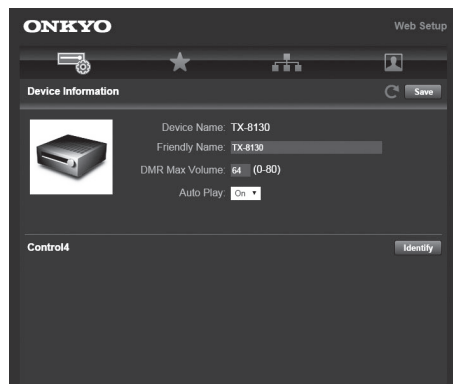 ONKYO
Web Setup
Device Information
Save
Device Name: TX-8130
Friendly Name: TX-8130
DMR Max Volume: 64 (0-80)
Auto Play: On
Control4
Identify